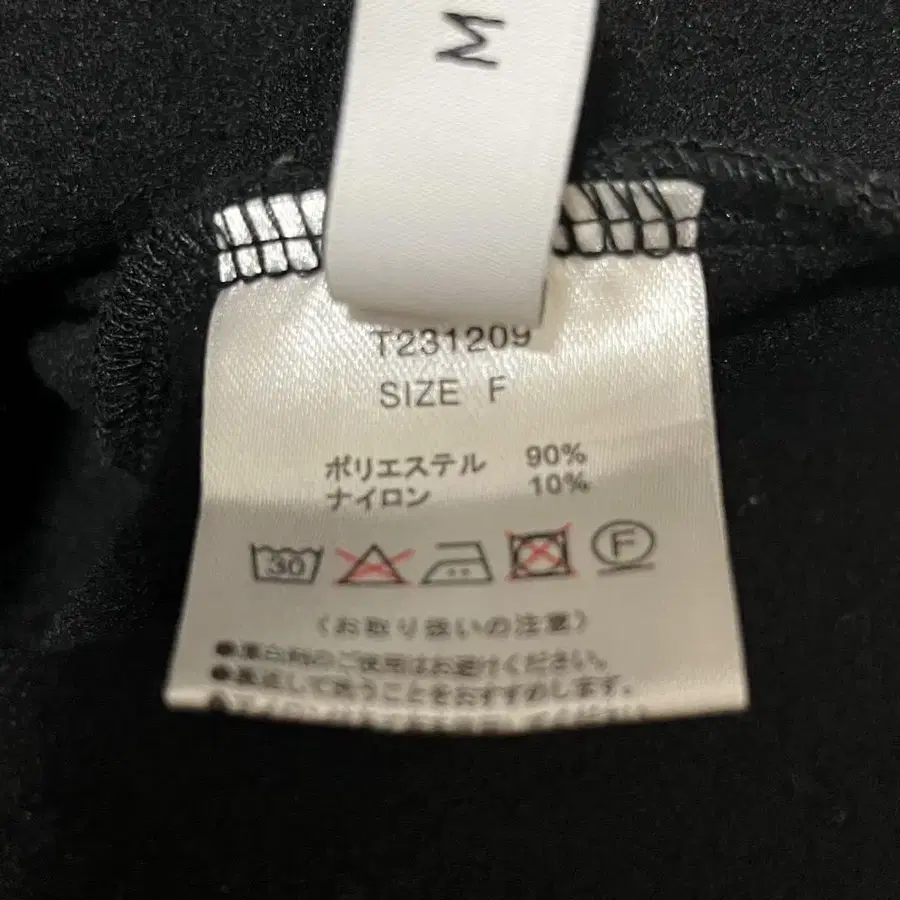 M
T231209
SIZE F
ポリエステル 90%
ナイロン 10%
30
F
〈お取り扱いの注意〉
●蛍白剤のご使用はお避けください。
●裏返して洗うことをおすすめします。